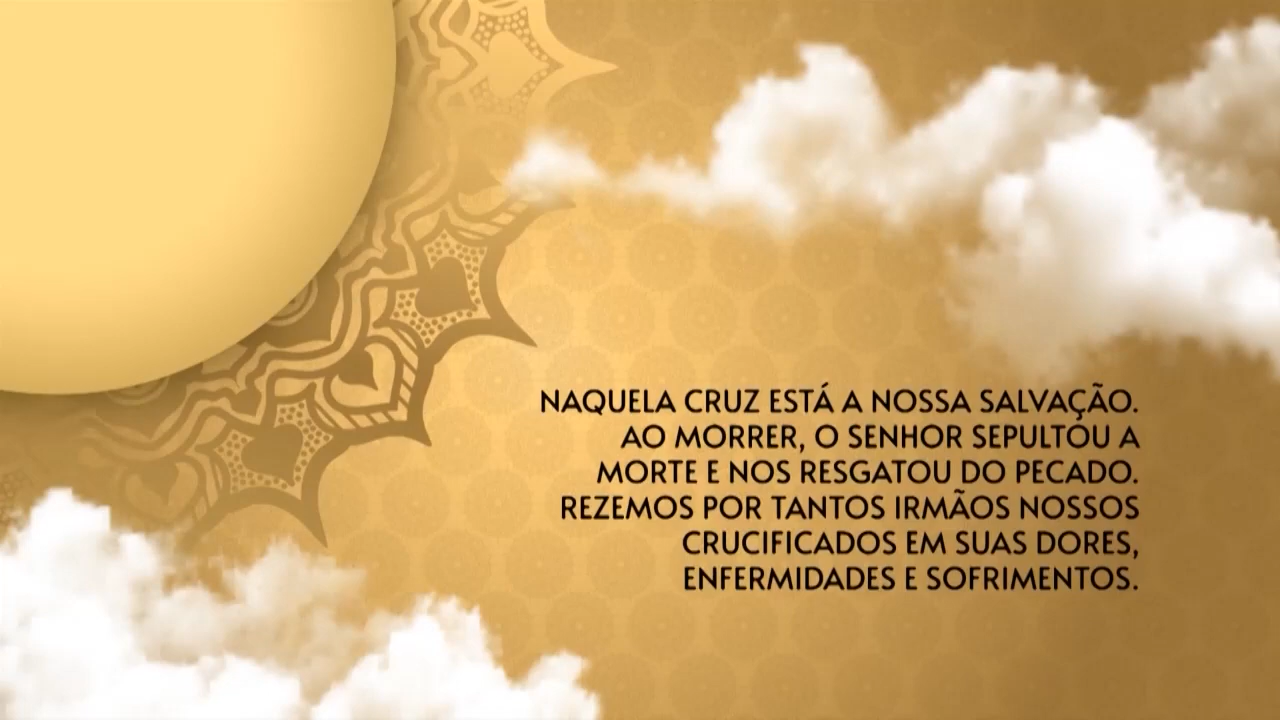 NAQUELA CRUZ ESTÁ A NOSSA SALVAÇÃO.
AO MORRER, O SENHOR SEPULTOU A
MORTE E NOS RESGATOU DO PECADO.
REZEMOS POR TANTOS IRMÃOS NOSSOS
CRUCIFICADOS EM SUAS DORES,
ENFERMIDADES E SOFRIMENTOS.